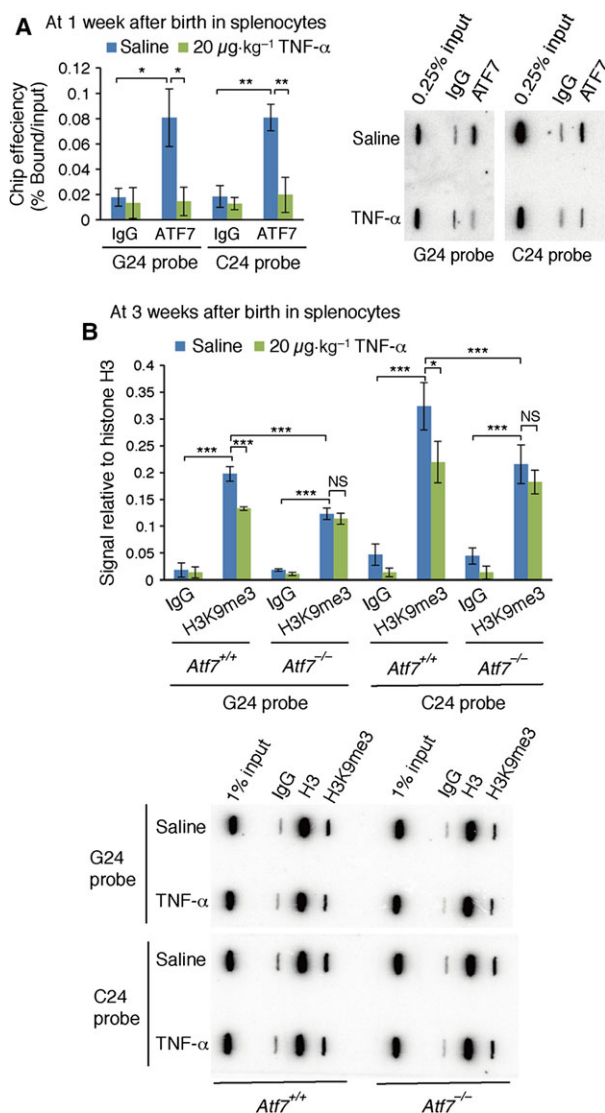 A At 1 week after birth in splenocytes
Saline 20 µg·kg⁻¹ TNF-α
Chip effeciency
(% Bound/input)
0.12
0.1
0.08
0.06
0.04
0.02
0
* * ** **
IgG ATF7 IgG ATF7
G24 probe C24 probe
0.25% input IgG ATF7 0.25% input IgG ATF7
Saline
TNF-α
G24 probe C24 probe
At 3 weeks after birth in splenocytes
B
Saline 20 µg·kg⁻¹ TNF-α
Signal relative to histone H3
0.4
0.35
0.3
0.25
0.2
0.15
0.1
0.05
0
*** *** *** *** NS *** * *** *** NS
IgG H3K9me3 IgG H3K9me3 IgG H3K9me3 IgG H3K9me3
Atf7+/+ Atf7−/− Atf7+/+ Atf7−/−
G24 probe C24 probe
1% input IgG H3 H3K9me3 1% input IgG H3 H3K9me3
G24
probe
Saline
TNF-α
C24
probe
Saline
TNF-α
Atf7+/+ Atf7−/−